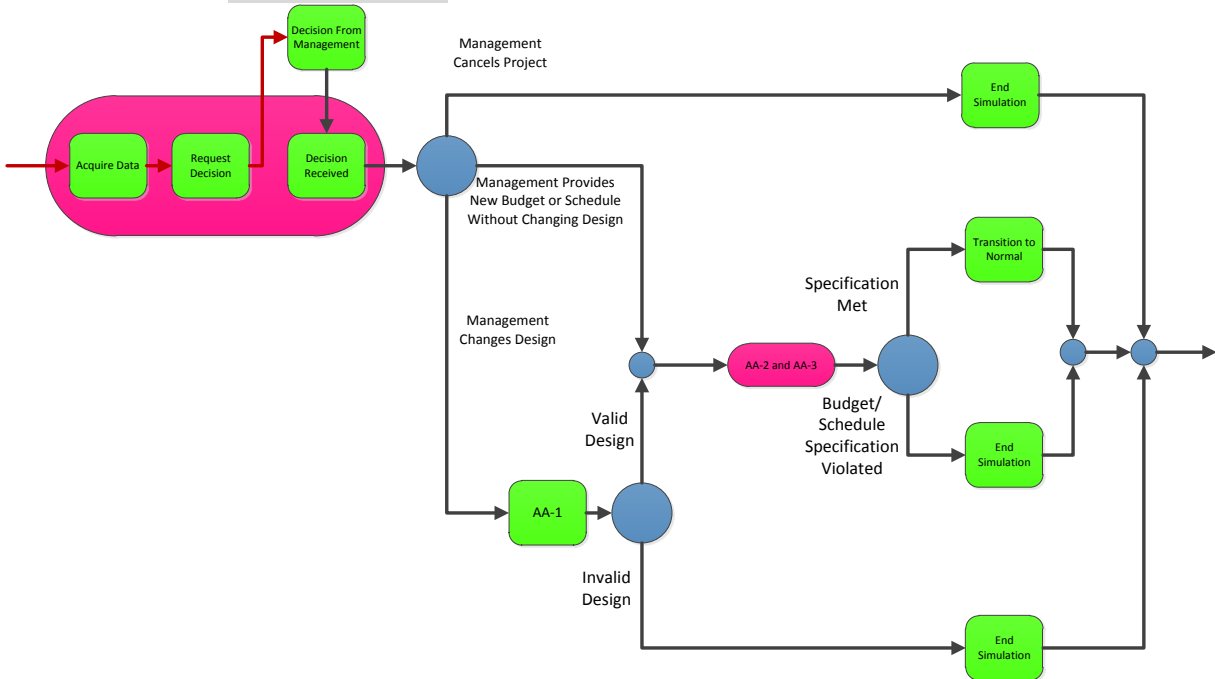 Decision From
Management
Management
Cancels Project
End
Simulation
Acquire Data
Request
Decision
Decision
Received
Management Provides
New Budget or Schedule
Without Changing Design
Transition to
Normal
Specification
Met
Management
Changes Design
AA-2 and AA-3
Budget/
Schedule
Specification
Violated
Valid
Design
End
Simulation
AA-1
Invalid
Design
End
Simulation